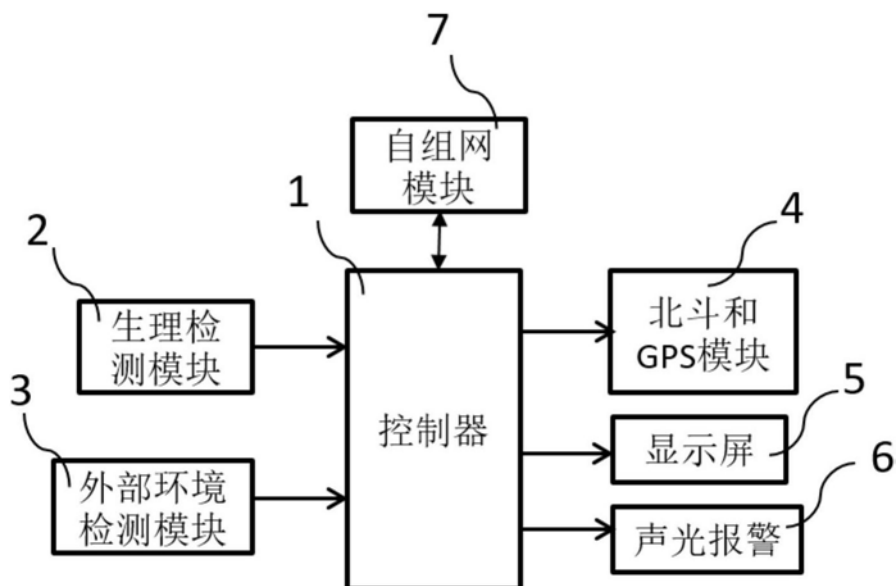 7
自组网
模块
1
4
2
北斗和
GPS模块
生理检
测模块
3
控制器
5
显示屏
外部环境
检测模块
6
声光报警